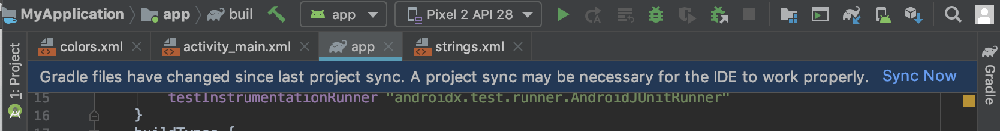 MyApplication app buil app Pixel 2 API 28
colors.xml activity_main.xml app strings.xml
1: Project
Gradle files have changed since last project sync. A project sync may be necessary for the IDE to work properly. Sync Now
Gradle
15 testInstrumentationRunner "androidx.test.runner.AndroidJUnitRunner"
16 }
17 buildTypes {